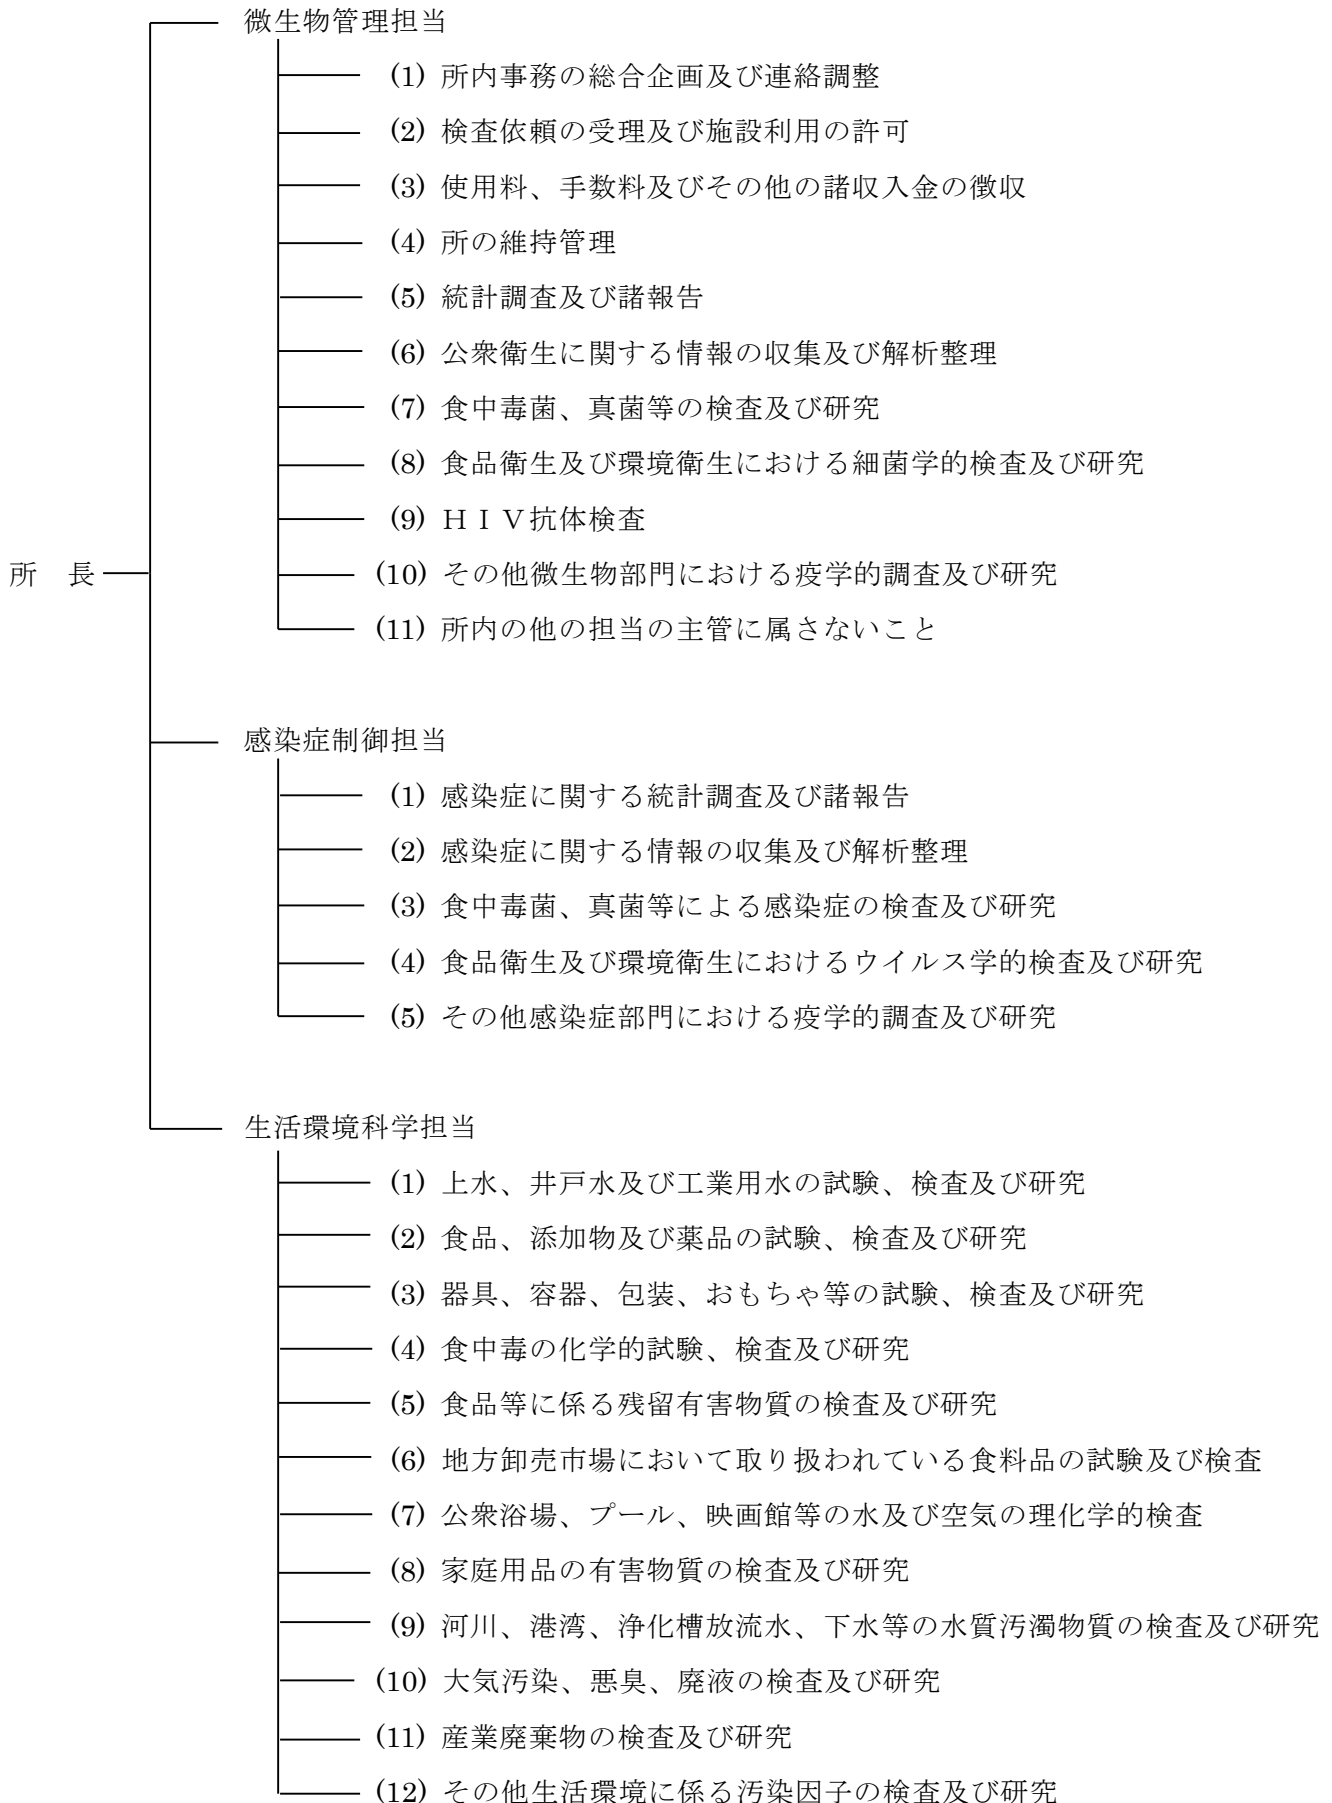 微生物管理担当
(1) 所内事務の総合企画及び連絡調整
(2) 検査依頼の受理及び施設利用の許可
(3) 使用料、手数料及びその他の諸収入金の徴収
(4) 所の維持管理
(5) 統計調査及び諸報告
(6) 公衆衛生に関する情報の収集及び解析整理
(7) 食中毒菌、真菌等の検査及び研究
(8) 食品衛生及び環境衛生における細菌学的検査及び研究
(9) ＨＩＶ抗体検査
所　長
(10) その他微生物部門における疫学的調査及び研究
(11) 所内の他の担当の主管に属さないこと
感染症制御担当
(1) 感染症に関する統計調査及び諸報告
(2) 感染症に関する情報の収集及び解析整理
(3) 食中毒菌、真菌等による感染症の検査及び研究
(4) 食品衛生及び環境衛生におけるウイルス学的検査及び研究
(5) その他感染症部門における疫学的調査及び研究
生活環境科学担当
(1) 上水、井戸水及び工業用水の試験、検査及び研究
(2) 食品、添加物及び薬品の試験、検査及び研究
(3) 器具、容器、包装、おもちゃ等の試験、検査及び研究
(4) 食中毒の化学的試験、検査及び研究
(5) 食品等に係る残留有害物質の検査及び研究
(6) 地方卸売市場において取り扱われている食料品の試験及び検査
(7) 公衆浴場、プール、映画館等の水及び空気の理化学的検査
(8) 家庭用品の有害物質の検査及び研究
(9) 河川、港湾、浄化槽放流水、下水等の水質汚濁物質の検査及び研究
(10) 大気汚染、悪臭、廃液の検査及び研究
(11) 産業廃棄物の検査及び研究
(12) その他生活環境に係る汚染因子の検査及び研究